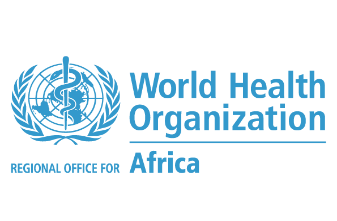 World Health
Organization
REGIONAL OFFICE FOR Africa